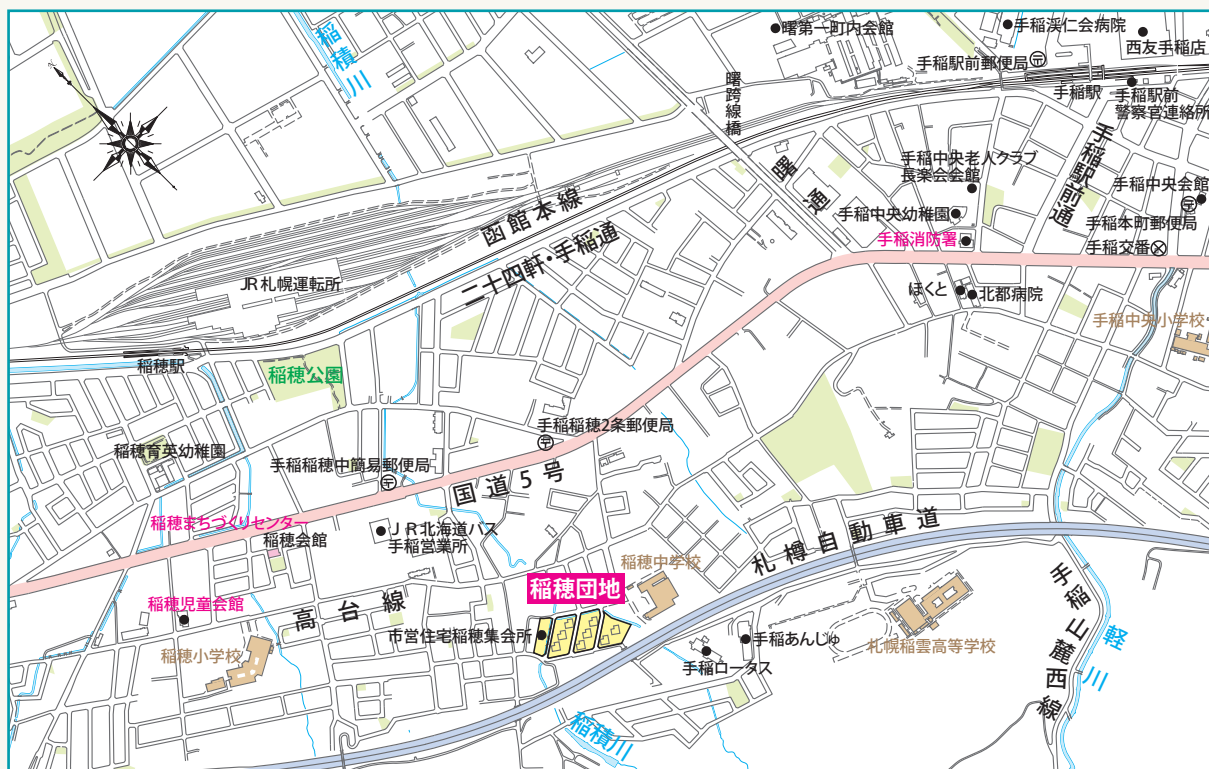 稲積川
曙第一町内会館
手稲渓仁会病院
西友手稲店
手稲駅前郵便局
手稲駅
手稲駅前
警察官連絡所
曙跨線橋
曙通
手稲駅前通
手稲中央老人クラブ
長楽会会館
手稲中央会館
手稲中央幼稚園
手稲本町郵便局
手稲消防署
手稲交番
函館本線
二十四軒・手稲通
JR札幌運転所
ほくと
北都病院
手稲中央小学校
稲穂駅
稲穂公園
手稲稲穂2条郵便局
稲穂育英幼稚園
手稲稲穂中簡易郵便局
国道5号
稲穂まちづくりセンター
稲穂会館
JR北海道バス
手稲営業所
札樽自動車道
稲穂中学校
稲穂団地
手稲山麓西線
稲穂児童会館
高台線
市営住宅稲穂集会所
手稲あんじゅ
札幌稲雲高等学校
軽川
稲穂小学校
手稲ロータス
稲積川